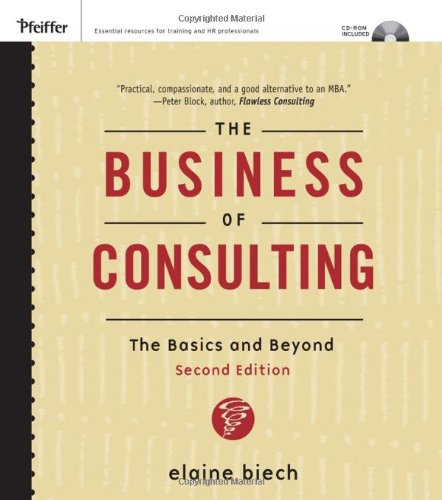 Copyrighted Material
Pfeiffer
Essential resources for training and HR professionals
CD-ROM
INCLUDED
"Practical, compassionate, and a good alternative to an MBA."
—Peter Block, author, Flawless Consulting
THE
BUSINESS
OF
CONSULTING
The Basics and Beyond
Second Edition
elaine biech
Copyrighted Material